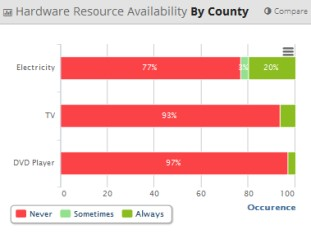 Hardware Resource Availability By County
Compare
Electricity
77%
3%
20%
TV
93%
DVD Player
97%
0 20 40 60 80 100
Occurence
Never Sometimes Always